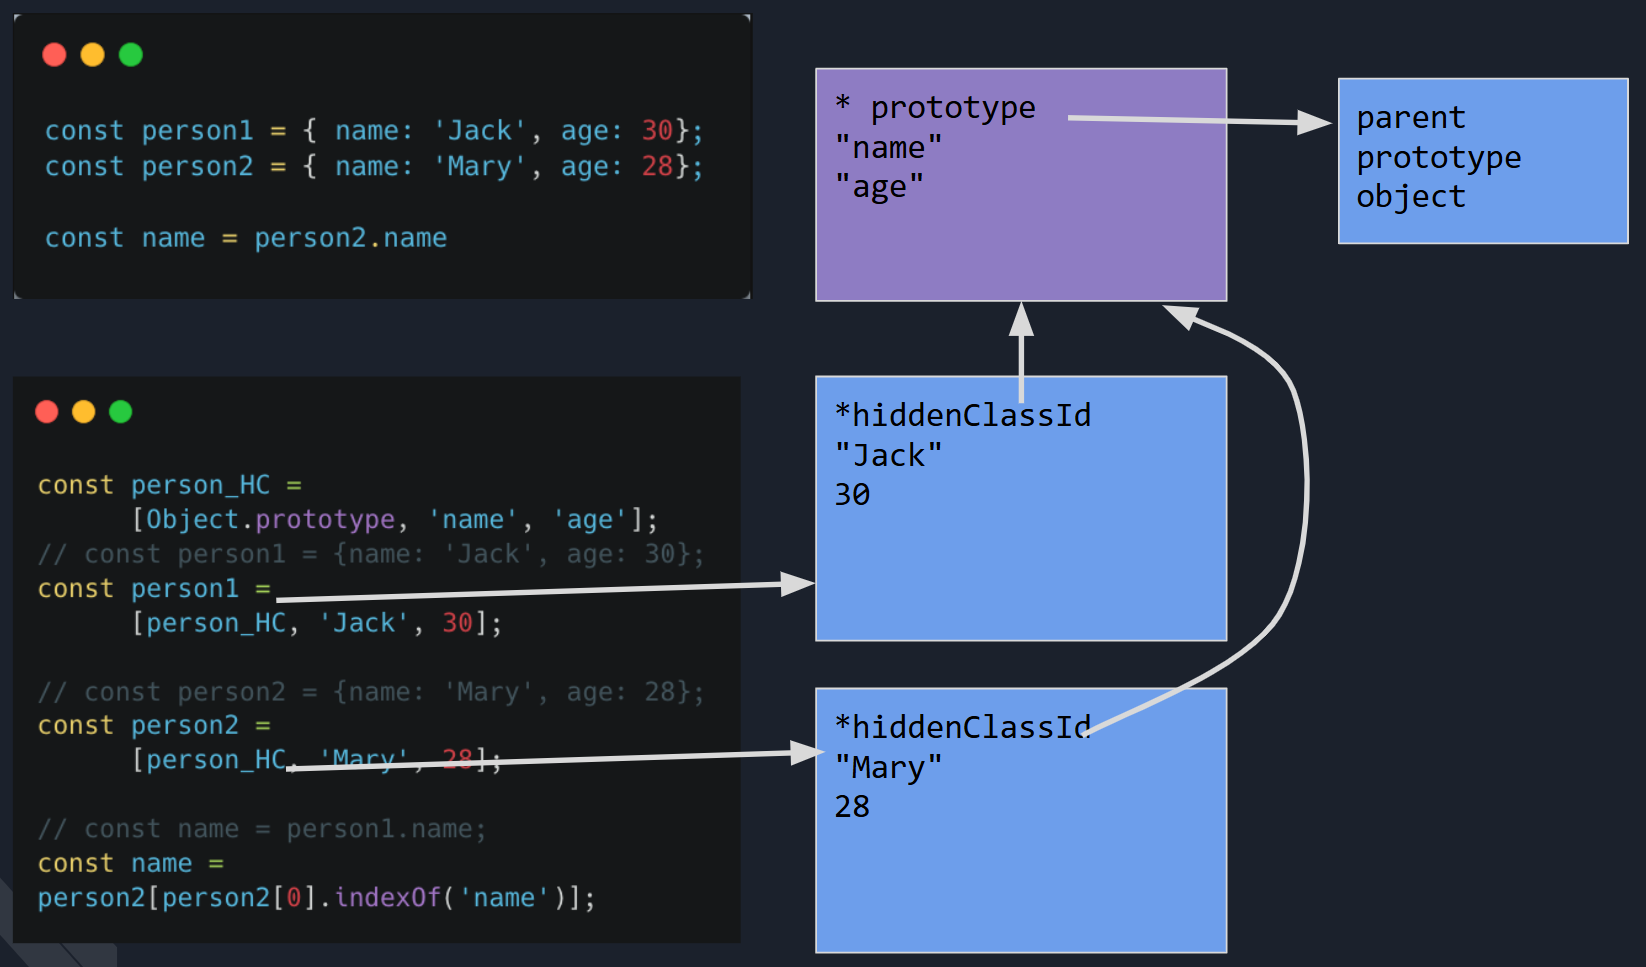 const person1 = { name: 'Jack', age: 30};
const person2 = { name: 'Mary', age: 28};
const name = person2.name
* prototype
"name"
"age"
parent
prototype
object
const person_HC =
[Object.prototype, 'name', 'age'];
// const person1 = {name: 'Jack', age: 30};
const person1 =
[person_HC, 'Jack', 30];
// const person2 = {name: 'Mary', age: 28};
const person2 =
[person_HC, 'Mary', 28];
// const name = person1.name;
const name =
person2[person2[0].indexOf('name')];
*hiddenClassId
"Jack"
30
*hiddenClassId
"Mary"
28